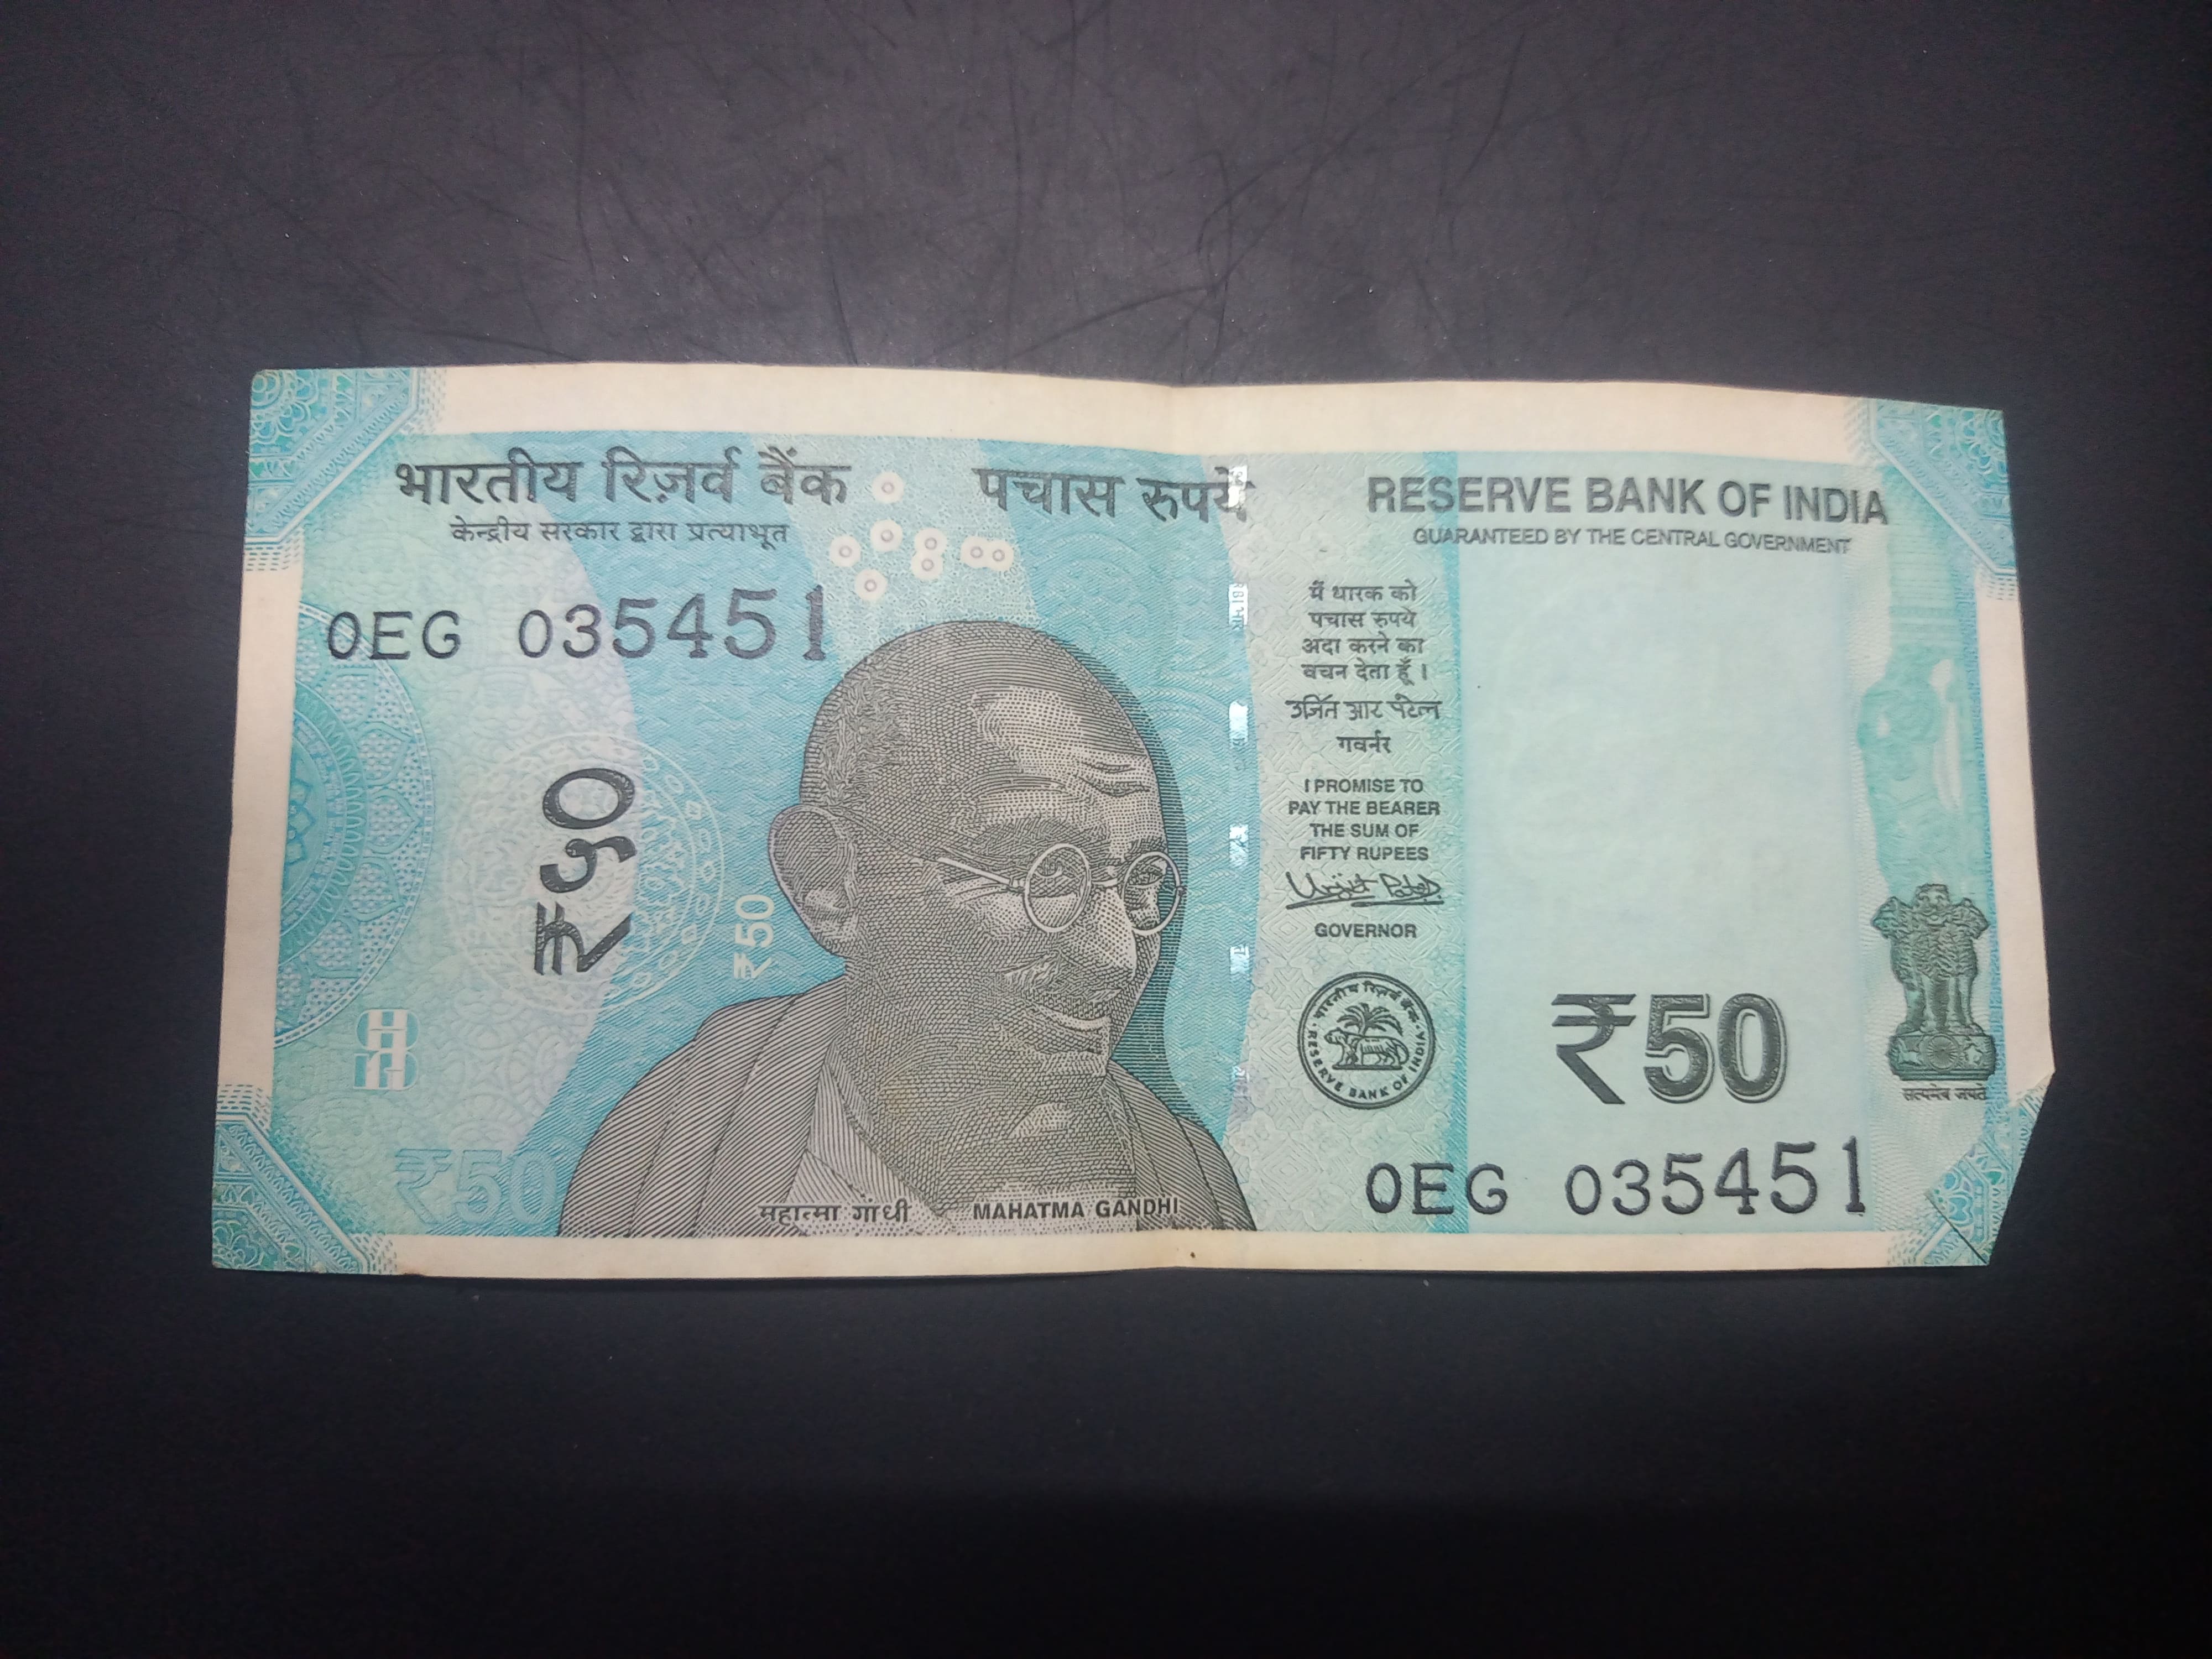 भारतीय रिज़र्व बैंक
केन्द्रीय सरकार द्वारा प्रत्याभूत
पचास रुपये
RESERVE BANK OF INDIA
GUARANTEED BY THE CENTRAL GOVERNMENT
0EG 035451
₹५०
₹50
₹50
महात्मा गांधी
MAHATMA GANDHI
मैं धारक को
पचास रुपये
अदा करने का
वचन देता हूँ।
उर्जित आर पटेल
गवर्नर
I PROMISE TO
PAY THE BEARER
THE SUM OF
FIFTY RUPEES
Urjit Patel
GOVERNOR
भारतीय रिज़र्व बैंक
RESERVE BANK OF INDIA
₹50
सत्यमेव जयते
0EG 035451